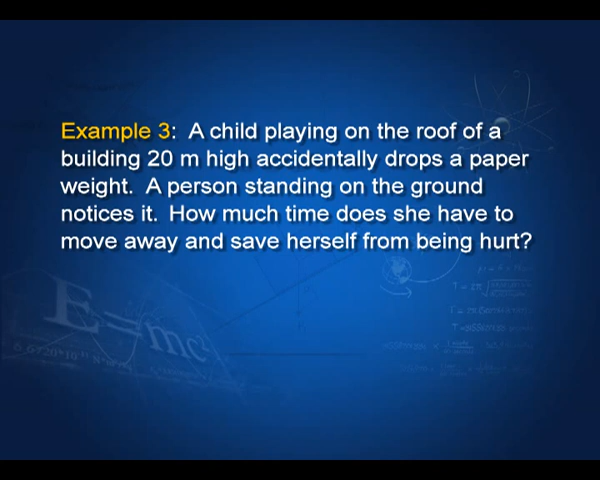 Example 3: A child playing on the roof of a
building 20 m high accidentally drops a paper
weight. A person standing on the ground
notices it. How much time does she have to
move away and save herself from being hurt?
E=mc²